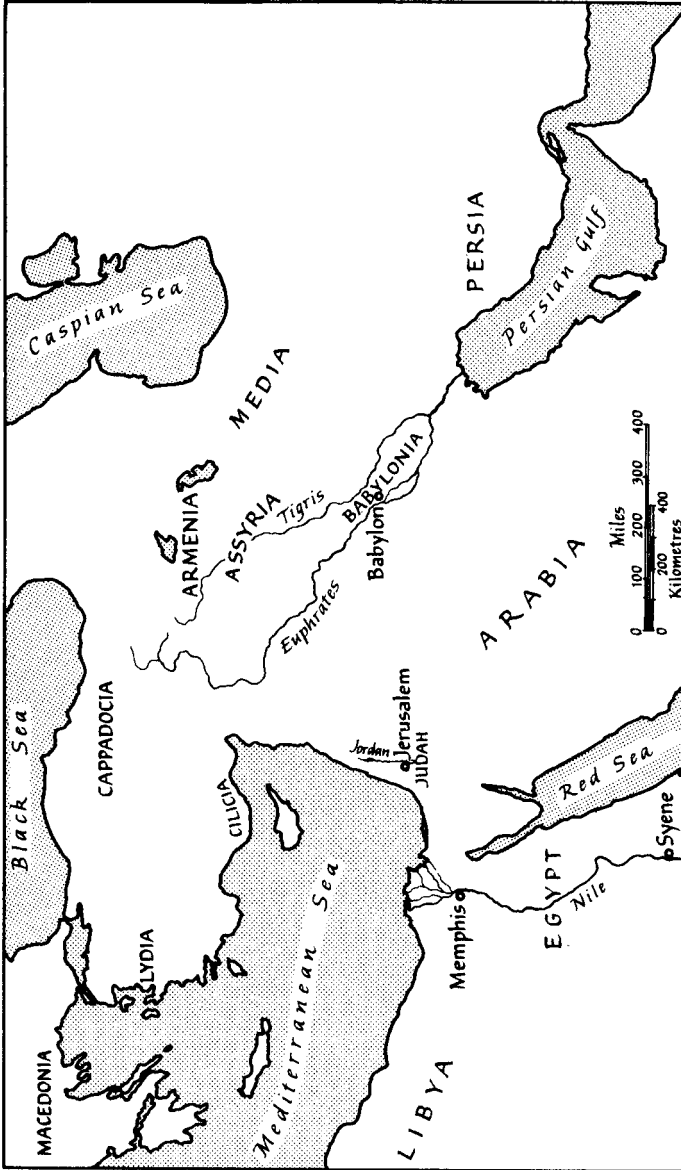 MACEDONIA
Black Sea
Caspian Sea
LYDIA
CAPPADOCIA
ARMENIA
MEDIA
CILICIA
ASSYRIA
Tigris
Mediterranean Sea
Euphrates
BABYLONIA
Babylon
PERSIA
Jordan
Jerusalem
JUDAH
LIBYA
Memphis
EGYPT
Nile
ARABIA
Persian Gulf
Red Sea
Syene
Miles
0 100 200 300 400
0 200 400
Kilometres